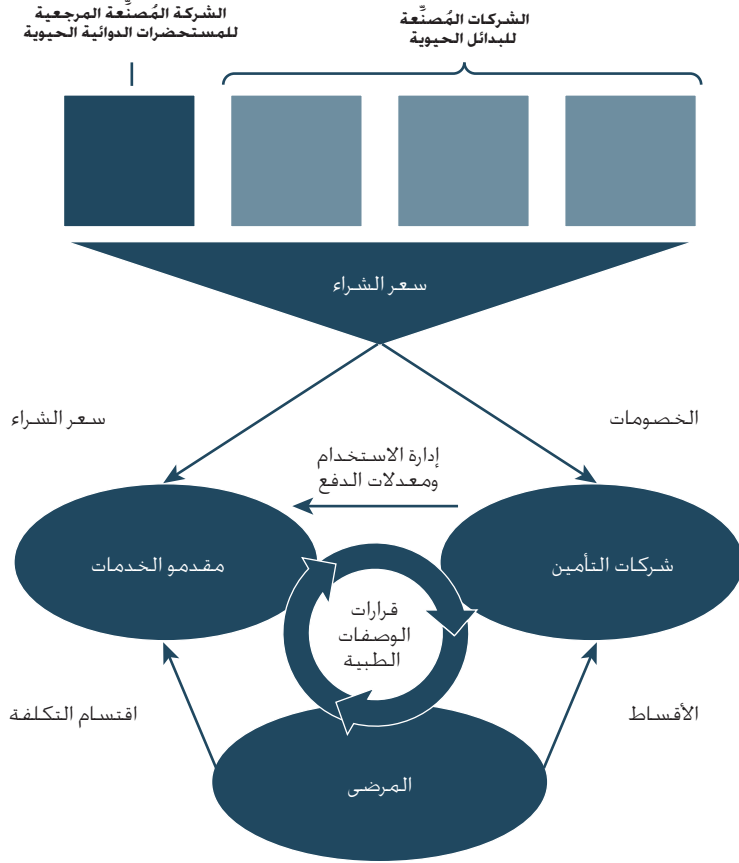 الشركات المُصنِّعة
للبدائل الحيوية
الشركة المُصنِّعة المرجعية
للمستحضرات الدوائية الحيوية
سعر الشراء
الخصومات
سعر الشراء
إدارة الاستخدام
ومعدلات الدفع
شركات التأمين
مقدمو الخدمات
قرارات
الوصفات
الطبية
الأقساط
اقتسام التكلفة
المرضى